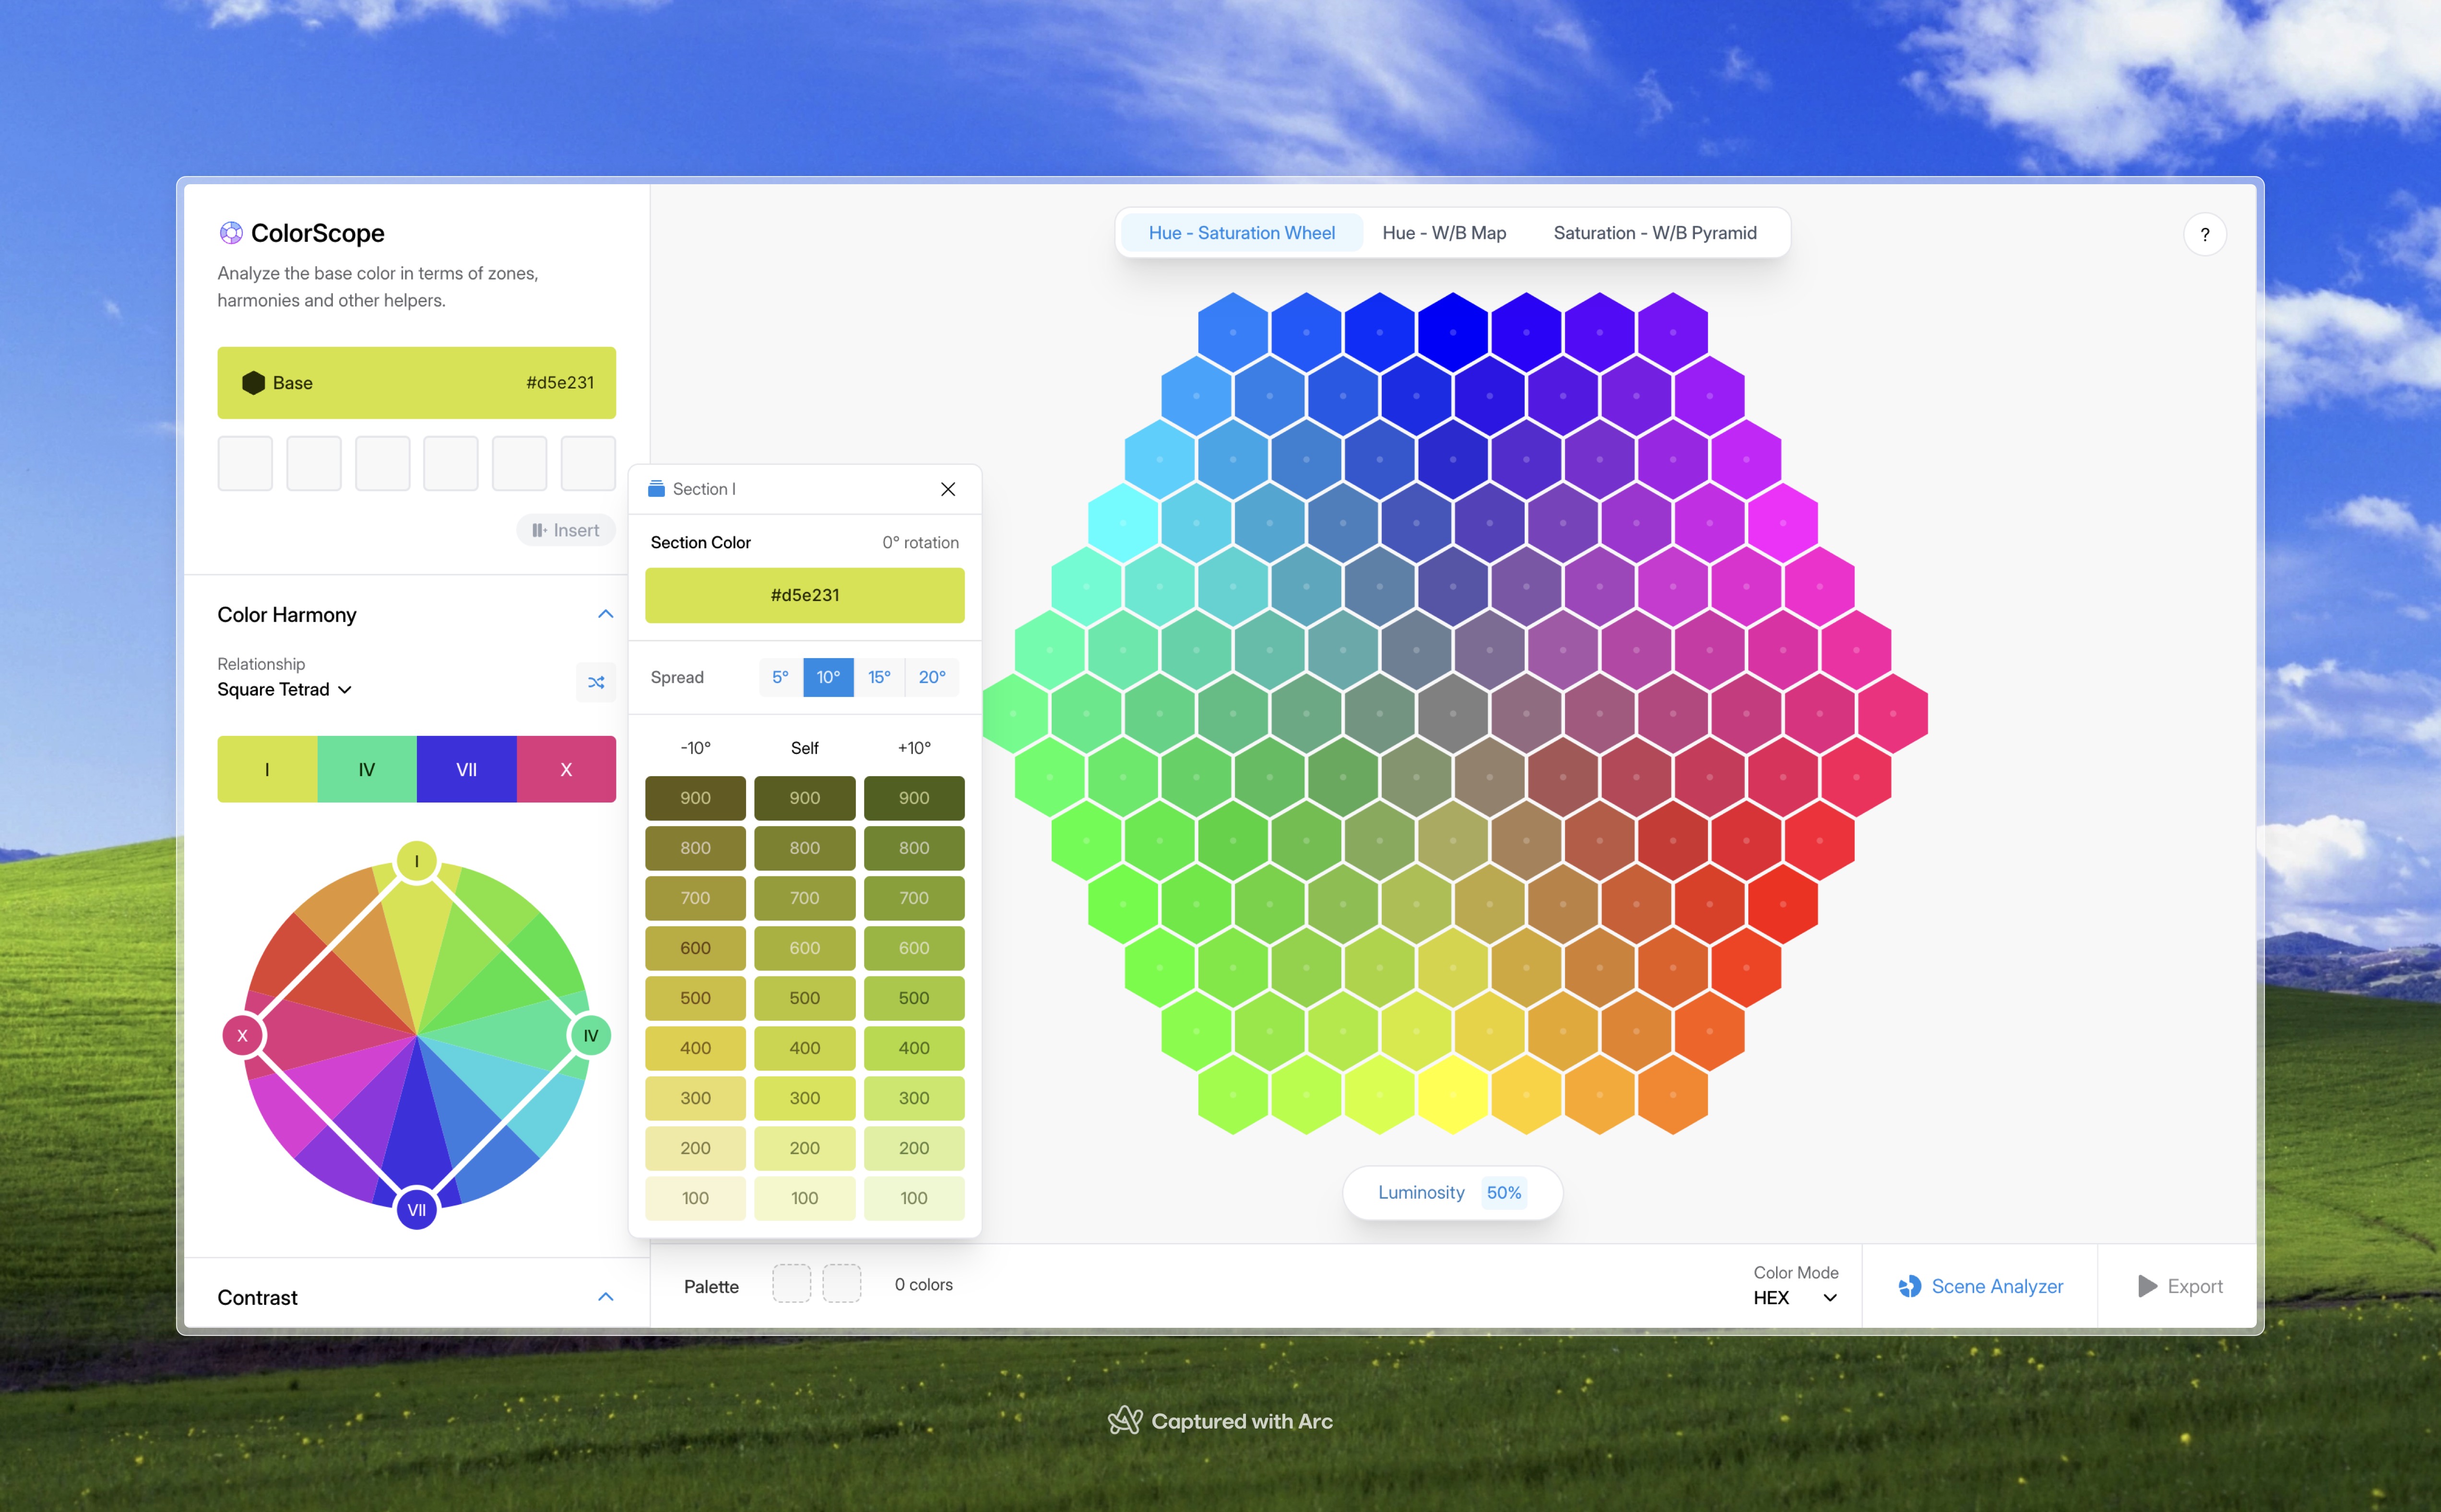 ColorScope
Analyze the base color in terms of zones,
harmonies and other helpers.
Base #d5e231
Insert
Color Harmony
Relationship
Square Tetrad
I IV VII X
I
X IV
VII
Contrast
Section I
Section Color 0° rotation
#d5e231
Spread 5° 10° 15° 20°
-10° Self +10°
900 900 900
800 800 800
700 700 700
600 600 600
500 500 500
400 400 400
300 300 300
200 200 200
100 100 100
Hue - Saturation Wheel Hue - W/B Map Saturation - W/B Pyramid
?
Luminosity 50%
Palette 0 colors
Color Mode
HEX
Scene Analyzer
Export
Captured with Arc